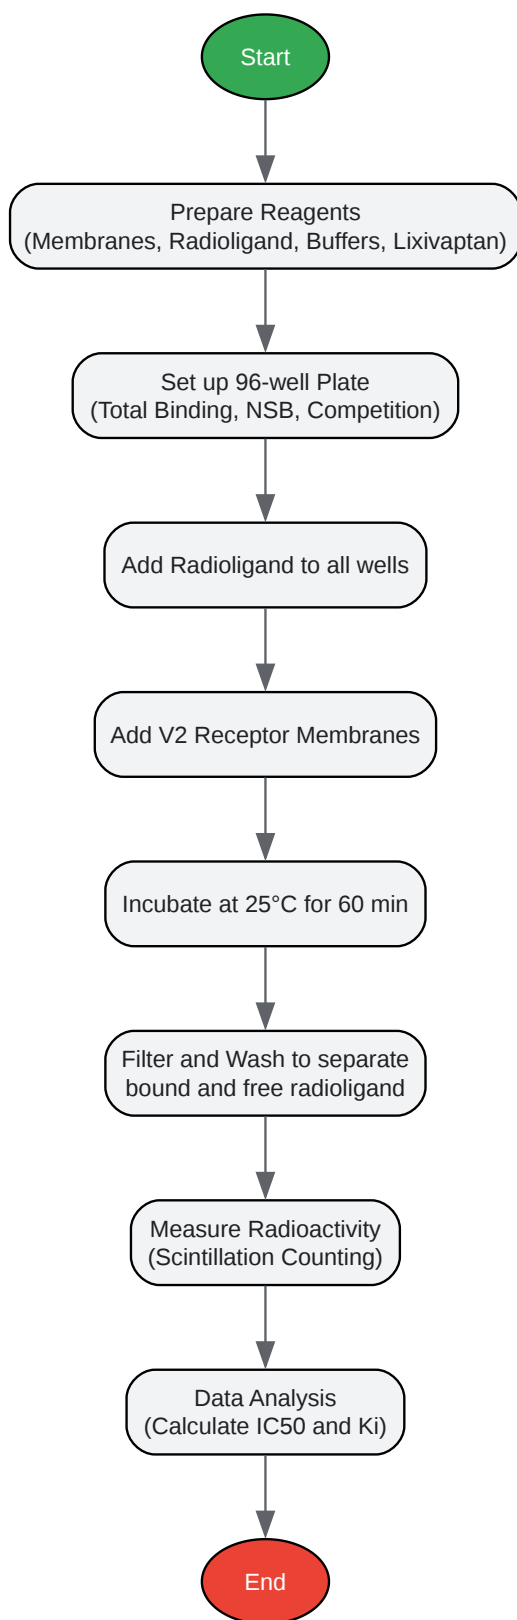 Start
Prepare Reagents
(Membranes, Radioligand, Buffers, Lixivaptan)
Set up 96-well Plate
(Total Binding, NSB, Competition)
Add Radioligand to all wells
Add V2 Receptor Membranes
Incubate at 25°C for 60 min
Filter and Wash to separate
bound and free radioligand
Measure Radioactivity
(Scintillation Counting)
Data Analysis
(Calculate IC50 and Ki)
End